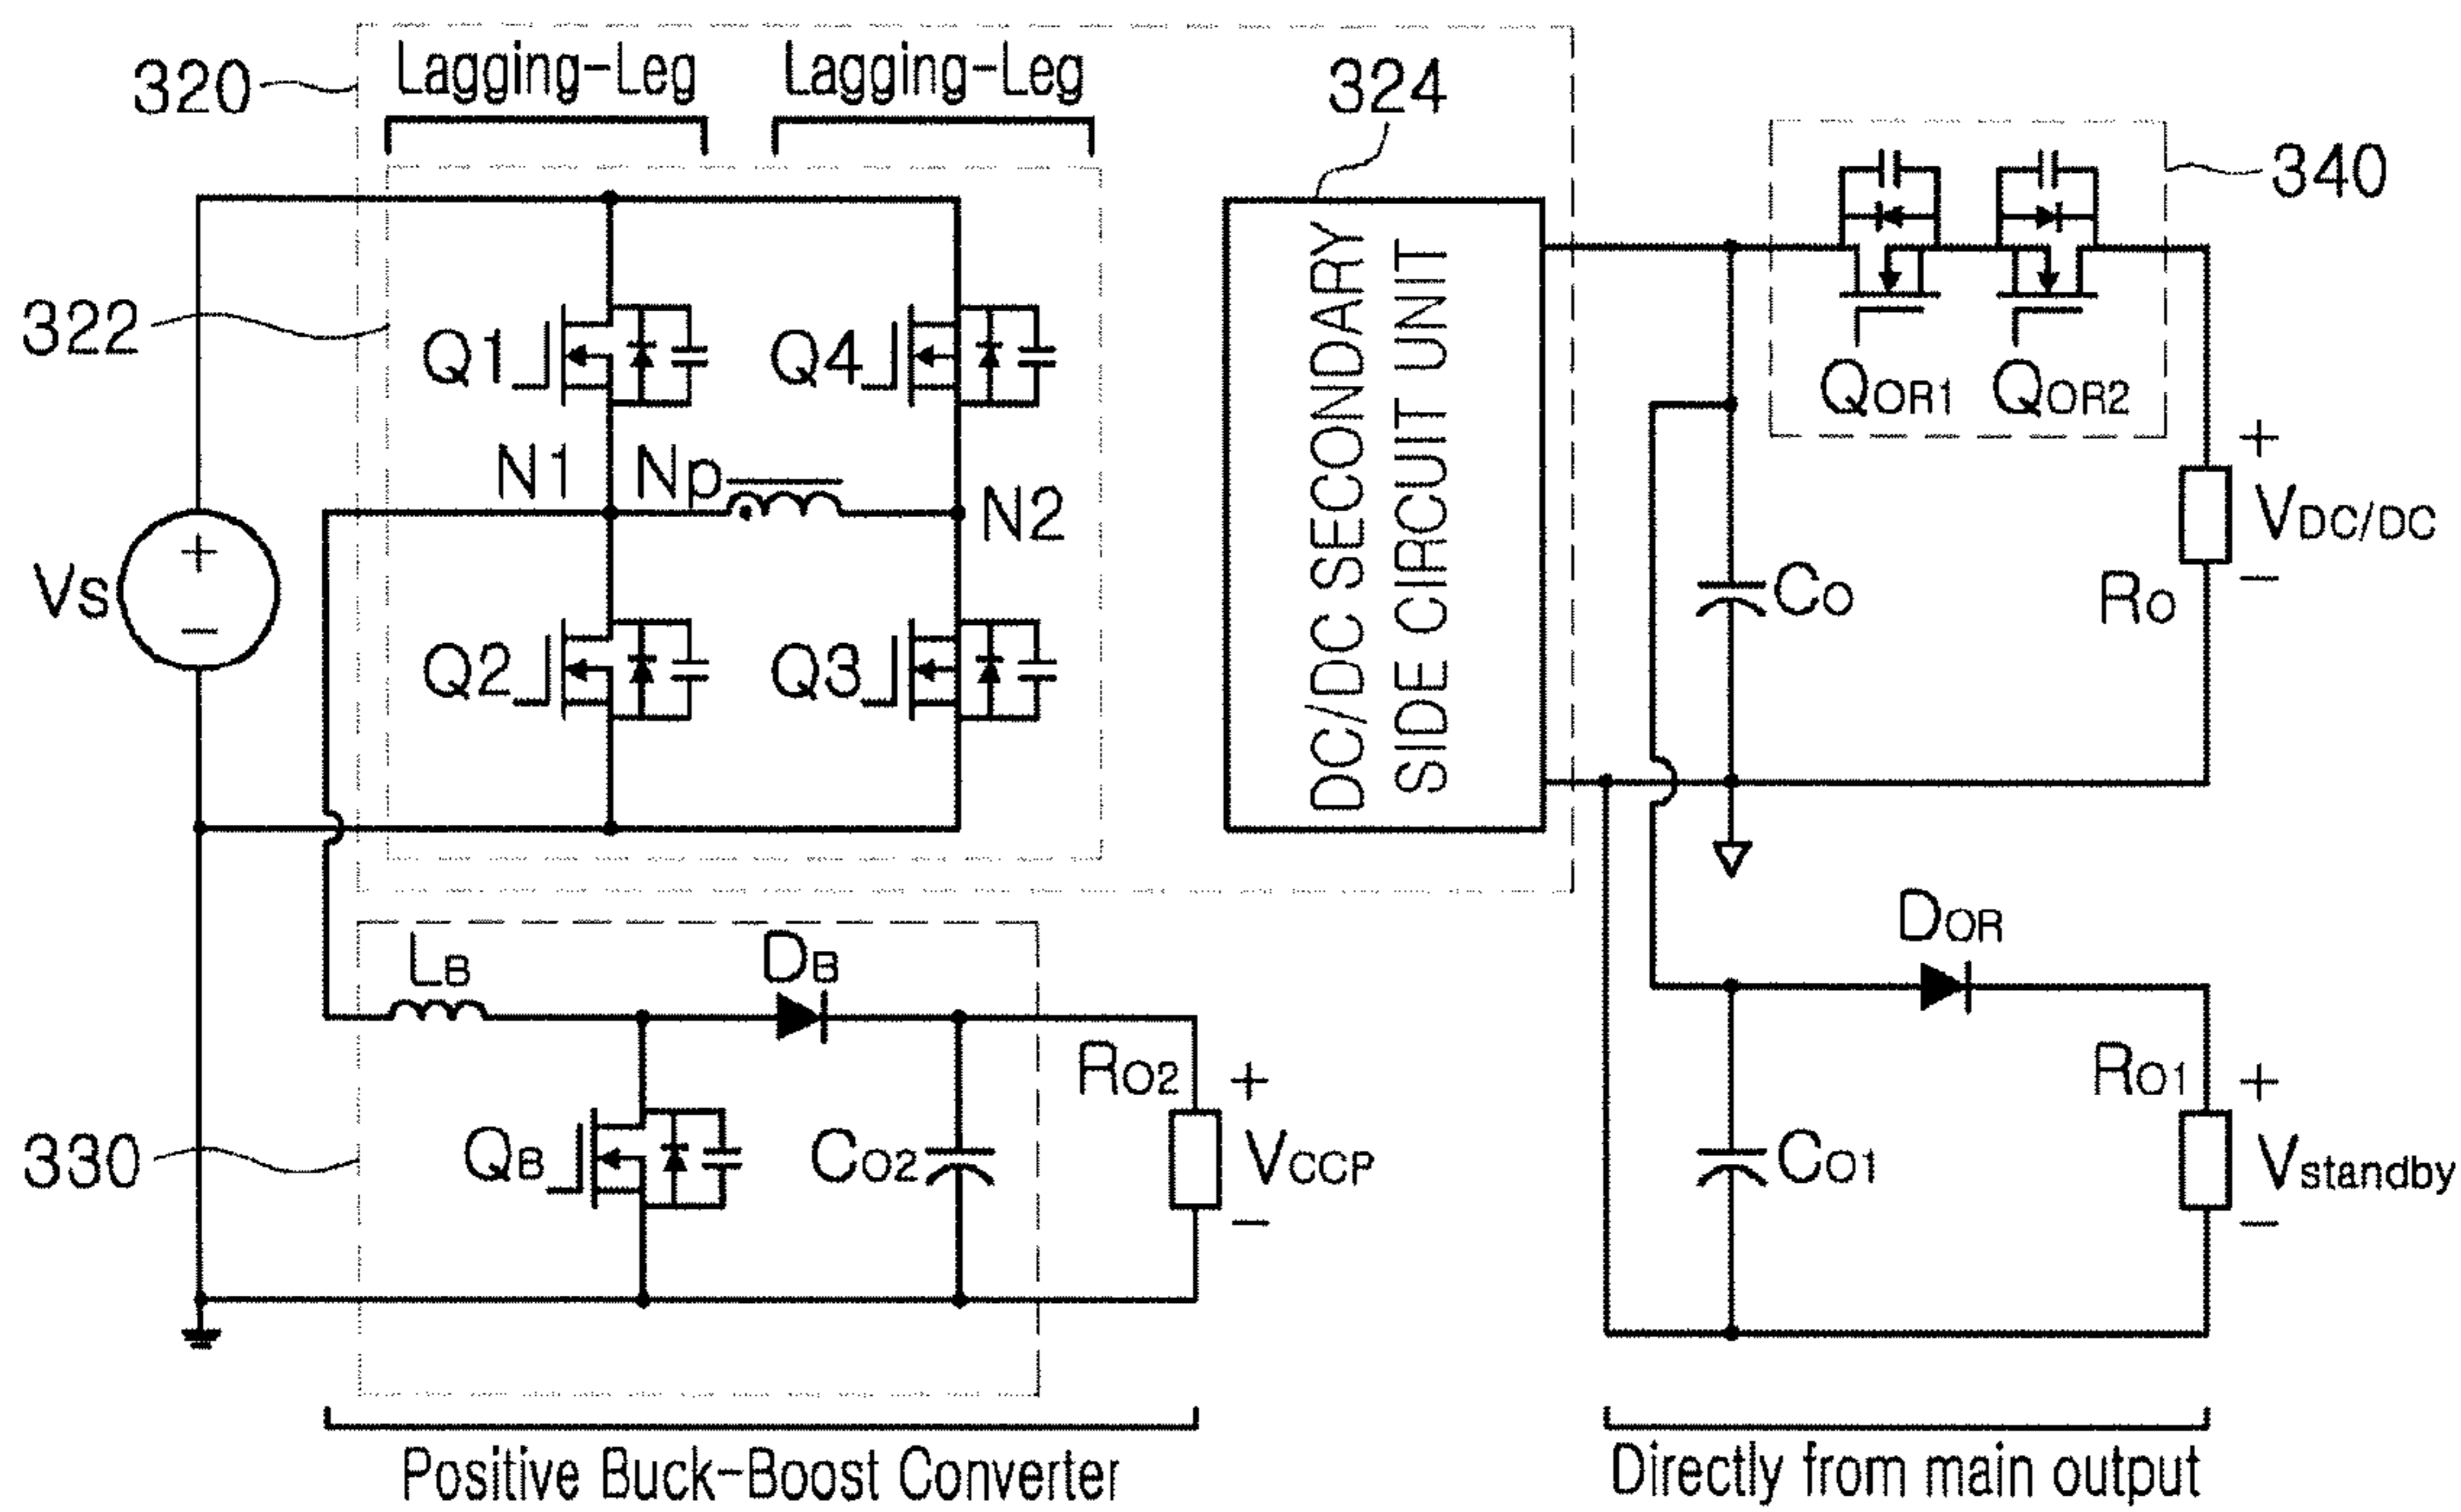 320
Lagging-Leg
Lagging-Leg
324
340
322
Q1
Q4
QOR1
QOR2
N1
Np
N2
+
VDC/DC
−
RO
CO
VS
+
−
Q2
Q3
DC/DC SECONDARY
SIDE CIRCUIT UNIT
LB
DB
DOR
RO2
+
VCCP
−
RO1
+
Vstandby
−
330
QB
CO2
CO1
Positive Buck-Boost Converter
Directly from main output